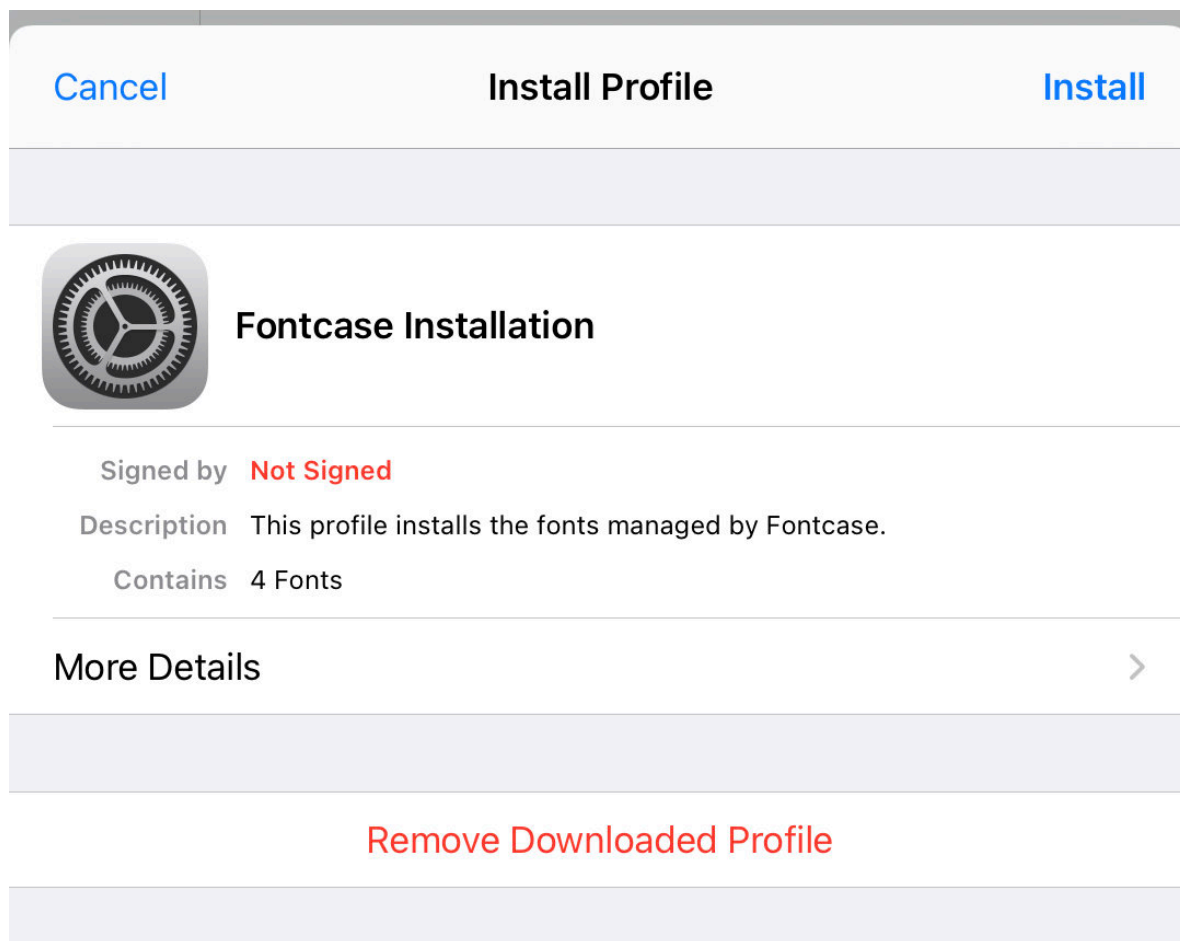 Cancel Install Profile Install
Fontcase Installation
Signed by Not Signed
Description This profile installs the fonts managed by Fontcase.
Contains 4 Fonts
More Details
Remove Downloaded Profile